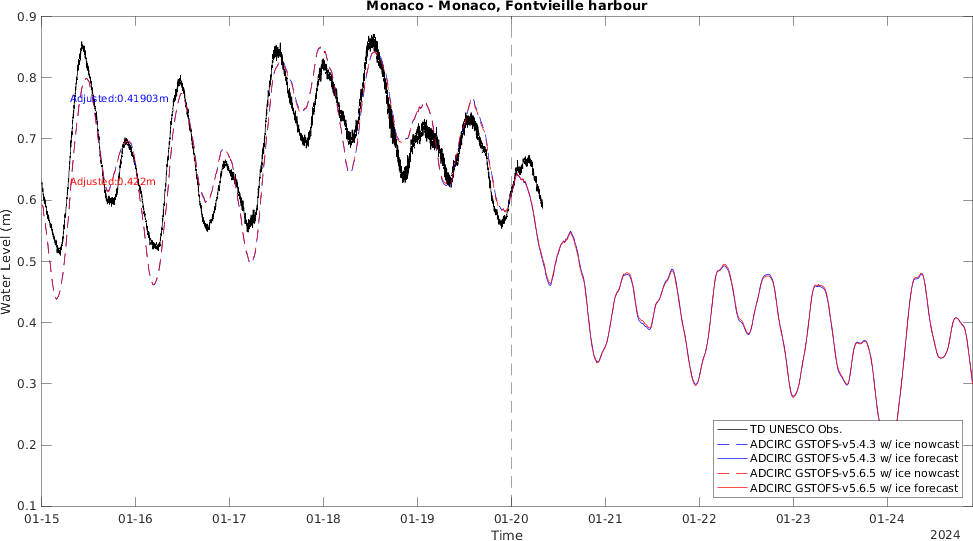 Monaco - Monaco, Fontvieille harbour
0.9
0.8
0.7
0.6
0.5
0.4
0.3
0.2
0.1
Water Level (m)
Adjusted:0.41903m
Adjusted:0.422m
TD UNESCO Obs.
ADCIRC GSTOFS-v5.4.3 w/ ice nowcast
ADCIRC GSTOFS-v5.4.3 w/ ice forecast
ADCIRC GSTOFS-v5.6.5 w/ ice nowcast
ADCIRC GSTOFS-v5.6.5 w/ ice forecast
01-15 01-16 01-17 01-18 01-19 01-20 01-21 01-22 01-23 01-24
Time
2024